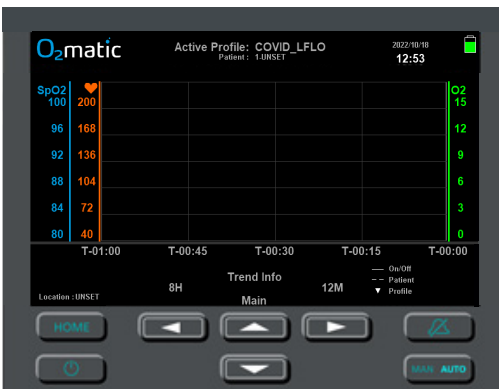 O2matic
Active Profile: COVID_LFLO
Patient : 1-UNSET
2022/10/18
12:53
SpO2
O2
100 200 15
96 168 12
92 136 9
88 104 6
84 72 3
80 40 0
T-01:00 T-00:45 T-00:30 T-00:15 T-00:00
On/Off
Trend Info
Patient
8H
12M
Profile
Location :UNSET
Main
HOME
MAN AUTO